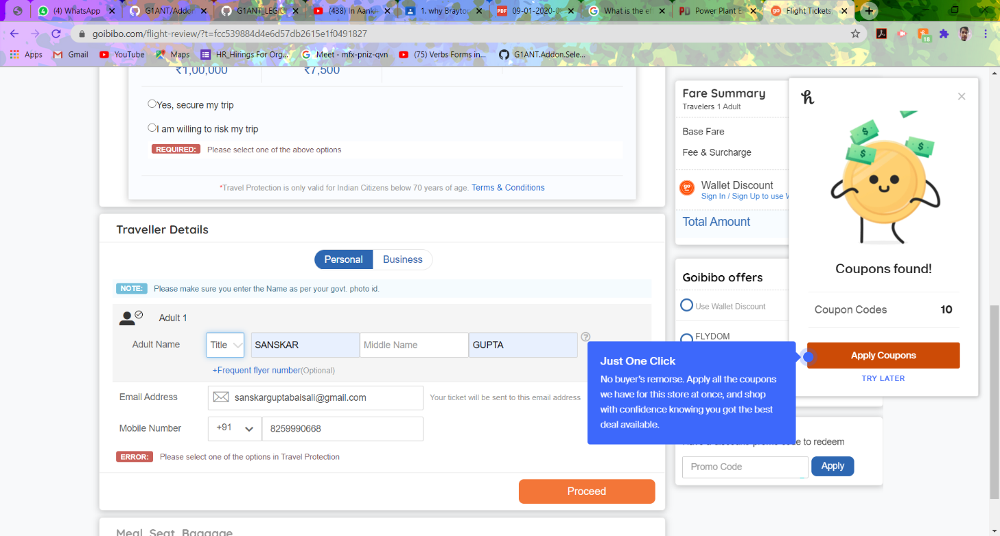 (4) WhatsApp
G1ANT/Addon
G1ANT_LEGIC
(438) In Aankh
1. why Brayton
PDF
09-01-2020-0
What is the ef
PU
Power Plant En
go
Flight Tickets,
goibibo.com/flight-review/?t=fcc539884d4e6d57db2615e1f0491827
18
Apps
Gmail
YouTube
Maps
HR_Hirings For Org...
Meet - mfx-pniz-qvn
(75) Verbs Forms in...
G1ANT.Addon.Sele...
₹1,00,000
₹7,500
Yes, secure my trip
I am willing to risk my trip
REQUIRED: Please select one of the above options
*Travel Protection is only valid for Indian Citizens below 70 years of age. Terms & Conditions
Traveller Details
Personal
Business
NOTE: Please make sure you enter the Name as per your govt. photo id.
Adult 1
Adult Name
Title
SANSKAR
Middle Name
GUPTA
?
+Frequent flyer number(Optional)
Email Address
sanskarguptabaisali@gmail.com
Your ticket will be sent to this email address
Mobile Number
+91
8259990668
ERROR: Please select one of the options in Travel Protection
Proceed
Meal, Seat, Baggage
Fare Summary
Travelers 1 Adult
Base Fare
Fee & Surcharge
go
Wallet Discount
Sign In / Sign Up to use W
Total Amount
Goibibo offers
Use Wallet Discount
FLYDOM
h
Coupons found!
Coupon Codes
10
Apply Coupons
TRY LATER
Just One Click
No buyer's remorse. Apply all the coupons
we have for this store at once, and shop
with confidence knowing you got the best
deal available.
to redeem
Promo Code
Apply